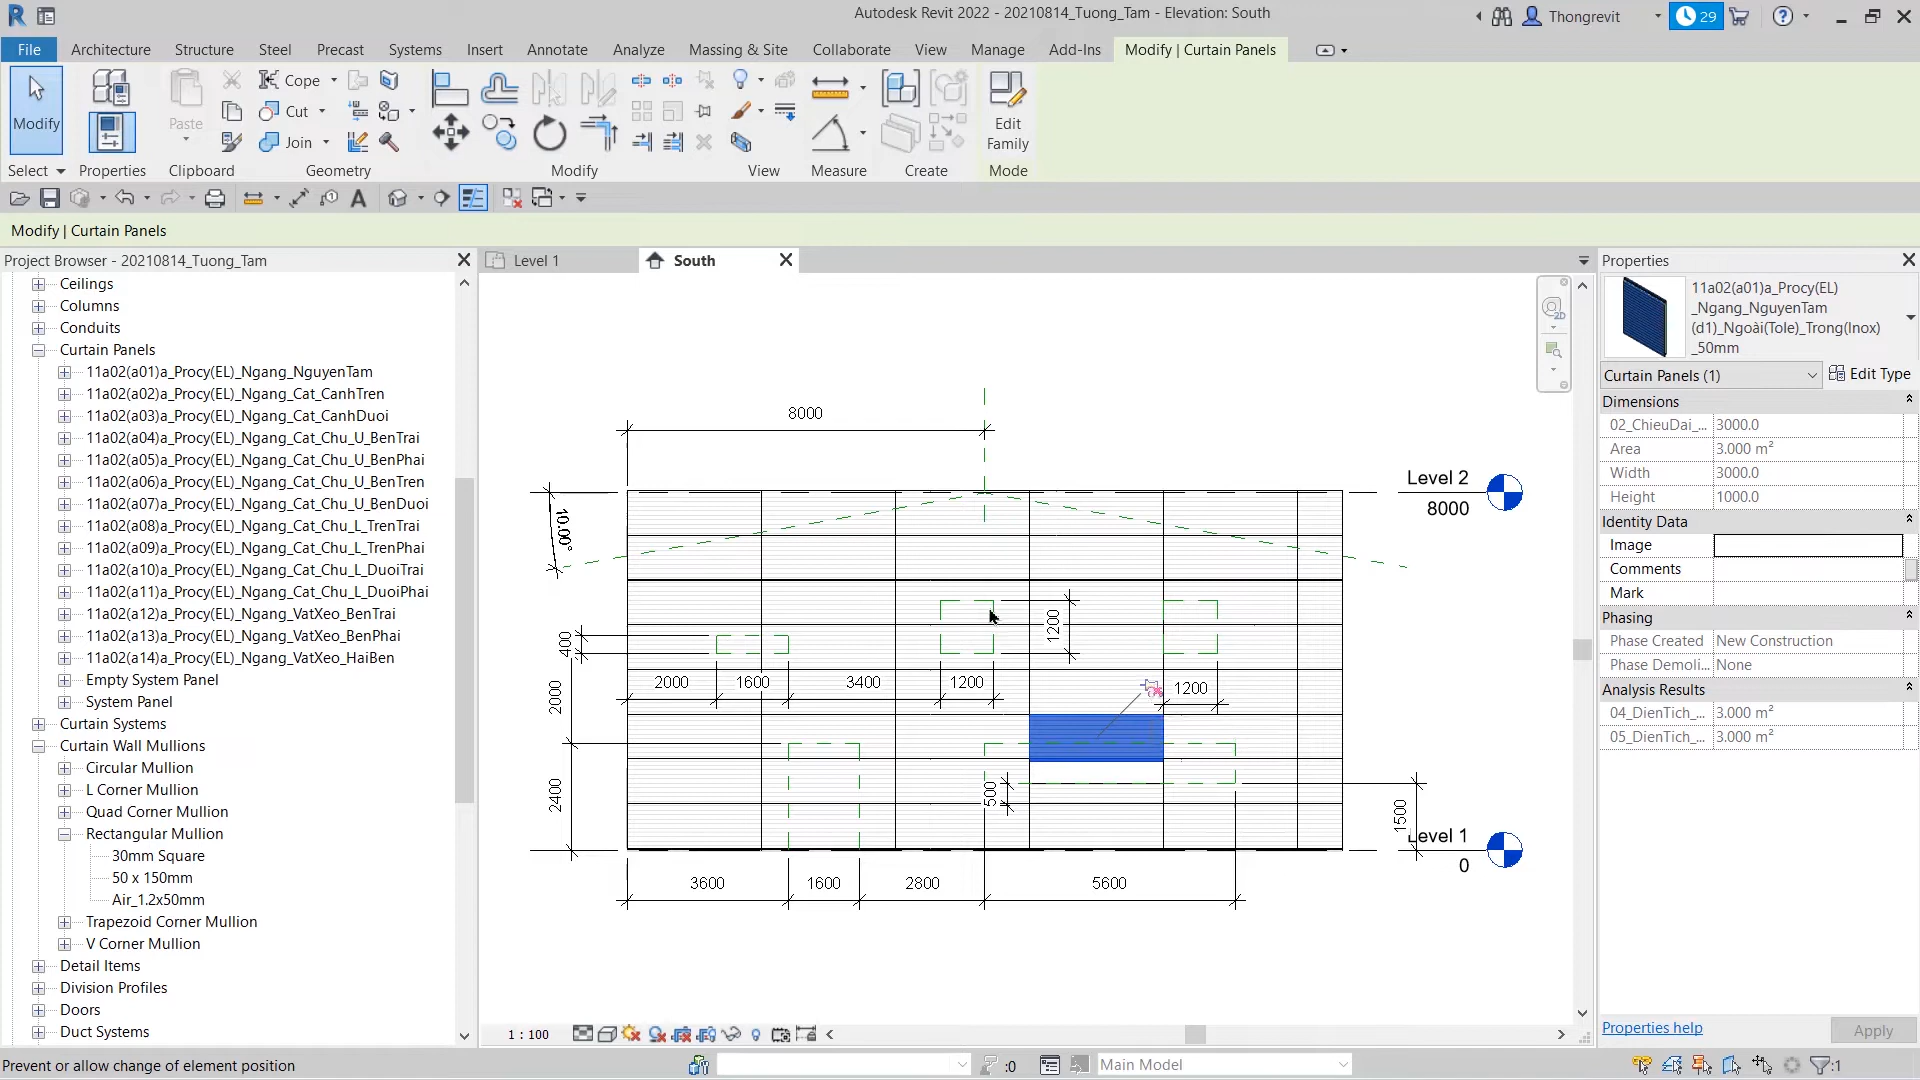 Autodesk Revit 2022 - 20210814_Tuong_Tam - Elevation: South
Thongrevit
29
File Architecture Structure Steel Precast Systems Insert Annotate Analyze Massing & Site Collaborate View Manage Add-Ins Modify | Curtain Panels
Modify
Paste
Cope
Cut
Join
Edit
Family
Select Properties Clipboard Geometry Modify View Measure Create Mode
Modify | Curtain Panels
Project Browser - 20210814_Tuong_Tam
Ceilings
Columns
Conduits
Curtain Panels
11a02(a01)a_Procy(EL)_Ngang_NguyenTam
11a02(a02)a_Procy(EL)_Ngang_Cat_CanhTren
11a02(a03)a_Procy(EL)_Ngang_Cat_CanhDuoi
11a02(a04)a_Procy(EL)_Ngang_Cat_Chu_U_BenTrai
11a02(a05)a_Procy(EL)_Ngang_Cat_Chu_U_BenPhai
11a02(a06)a_Procy(EL)_Ngang_Cat_Chu_U_BenTren
11a02(a07)a_Procy(EL)_Ngang_Cat_Chu_U_BenDuoi
11a02(a08)a_Procy(EL)_Ngang_Cat_Chu_L_TrenTrai
11a02(a09)a_Procy(EL)_Ngang_Cat_Chu_L_TrenPhai
11a02(a10)a_Procy(EL)_Ngang_Cat_Chu_L_DuoiTrai
11a02(a11)a_Procy(EL)_Ngang_Cat_Chu_L_DuoiPhai
11a02(a12)a_Procy(EL)_Ngang_VatXeo_BenTrai
11a02(a13)a_Procy(EL)_Ngang_VatXeo_BenPhai
11a02(a14)a_Procy(EL)_Ngang_VatXeo_HaiBen
Empty System Panel
System Panel
Curtain Systems
Curtain Wall Mullions
Circular Mullion
L Corner Mullion
Quad Corner Mullion
Rectangular Mullion
30mm Square
50 x 150mm
Air_1.2x50mm
Trapezoid Corner Mullion
V Corner Mullion
Detail Items
Division Profiles
Doors
Duct Systems
Level 1
South
8000
10.00°
Level 2
8000
400
1200
2000
2000 1600 3400 1200 1200
2400
500
1500
Level 1
0
3600 1600 2800 5600
1 : 100
Properties
11a02(a01)a_Procy(EL)
_Ngang_NguyenTam
(d1)_Ngoài(Tole)_Trong(Inox)
_50mm
Curtain Panels (1)
Edit Type
Dimensions
02_ChieuDai_... 3000.0
Area 3.000 m²
Width 3000.0
Height 1000.0
Identity Data
Image
Comments
Mark
Phasing
Phase Created New Construction
Phase Demoli... None
Analysis Results
04_DienTich_... 3.000 m²
05_DienTich_... 3.000 m²
Properties help
Apply
Prevent or allow change of element position
:0
Main Model
:1